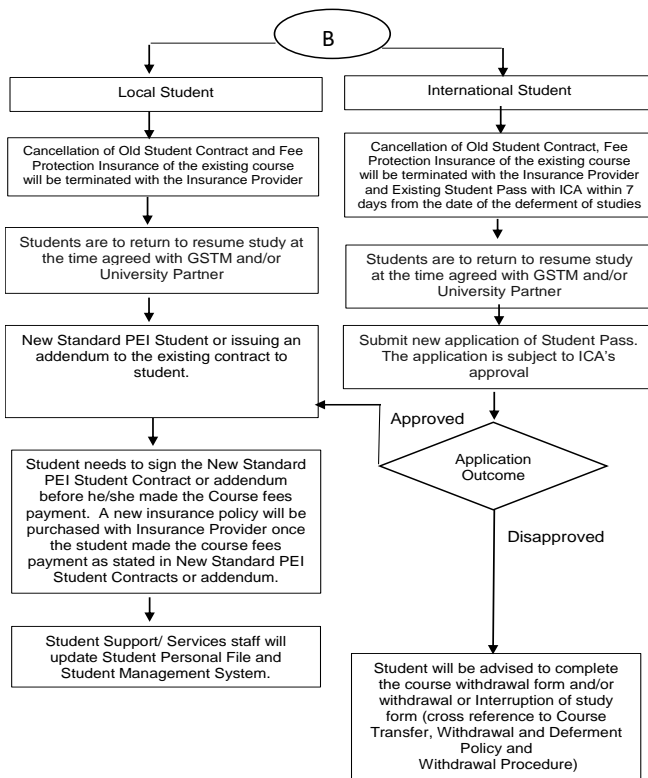 B
Local Student
Cancellation of Old Student Contract and Fee
Protection Insurance of the existing course
will be terminated with the Insurance Provider
Students are to return to resume study at
the time agreed with GSTM and/or
University Partner
New Standard PEI Student or issuing an
addendum to the existing contract to
student.
Student needs to sign the New Standard
PEI Student Contract or addendum
before he/she made the Course fees
payment. A new insurance policy will be
purchased with Insurance Provider once
the student made the course fees
payment as stated in New Standard PEI
Student Contracts or addendum.
Student Support/ Services staff will
update Student Personal File and
Student Management System.
International Student
Cancellation of Old Student Contract, Fee
Protection Insurance of the existing course
will be terminated with the Insurance Provider
and Existing Student Pass with ICA within 7
days from the date of the deferment of studies
Students are to return to resume study
at the time agreed with GSTM and/or
University Partner
Submit new application of Student Pass.
The application is subject to ICA's
approval
Approved
Application
Outcome
Disapproved
Student will be advised to complete
the course withdrawal form and/or
withdrawal or Interruption of study
form (cross reference to Course
Transfer, Withdrawal and Deferment
Policy and
Withdrawal Procedure)